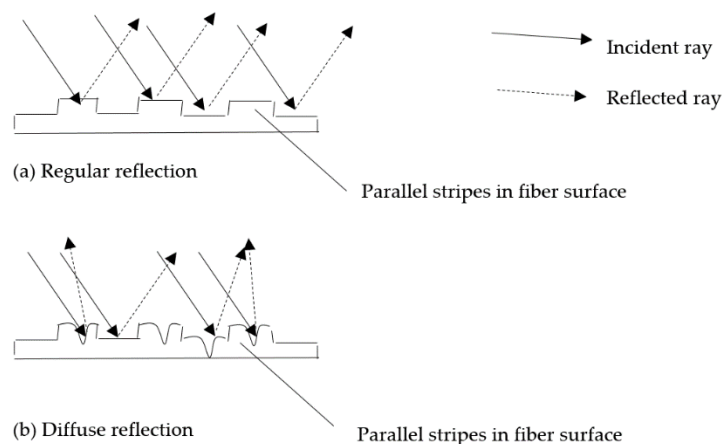 Incident ray
Reflected ray
(a) Regular reflection
Parallel stripes in fiber surface
(b) Diffuse reflection
Parallel stripes in fiber surface